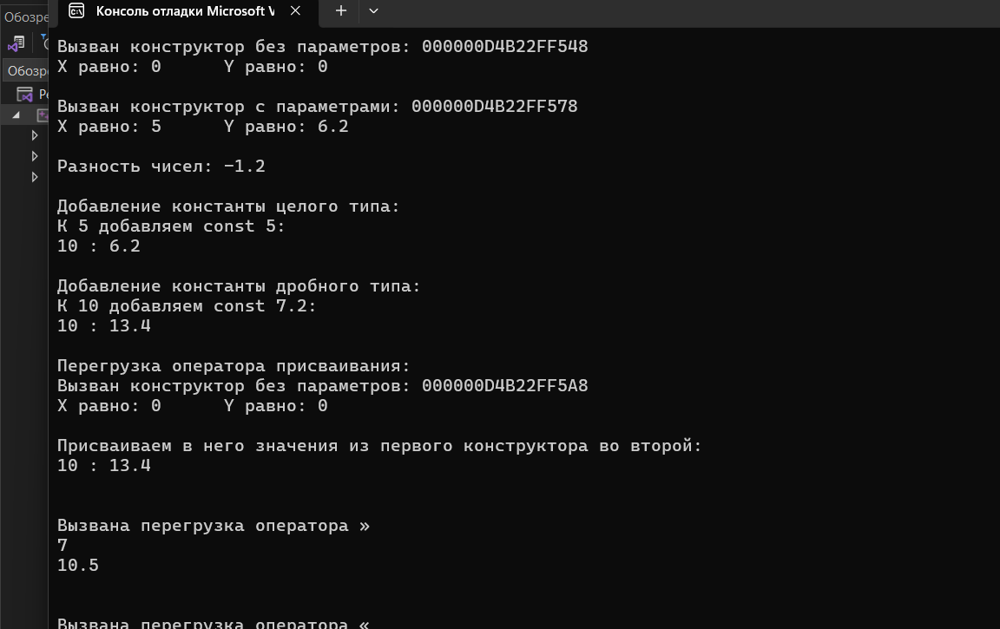 Обозре
Консоль отладки Microsoft V
Обозр
Вызван конструктор без параметров: 000000D4B22FF548
X равно: 0 Y равно: 0
Вызван конструктор с параметрами: 000000D4B22FF578
X равно: 5 Y равно: 6.2
Разность чисел: -1.2
Добавление константы целого типа:
К 5 добавляем const 5:
10 : 6.2
Добавление константы дробного типа:
К 10 добавляем const 7.2:
10 : 13.4
Перегрузка оператора присваивания:
Вызван конструктор без параметров: 000000D4B22FF5A8
X равно: 0 Y равно: 0
Присваиваем в него значения из первого конструктора во второй:
10 : 13.4
Вызвана перегрузка оператора »
7
10.5
Вызвана перегрузка оператора «